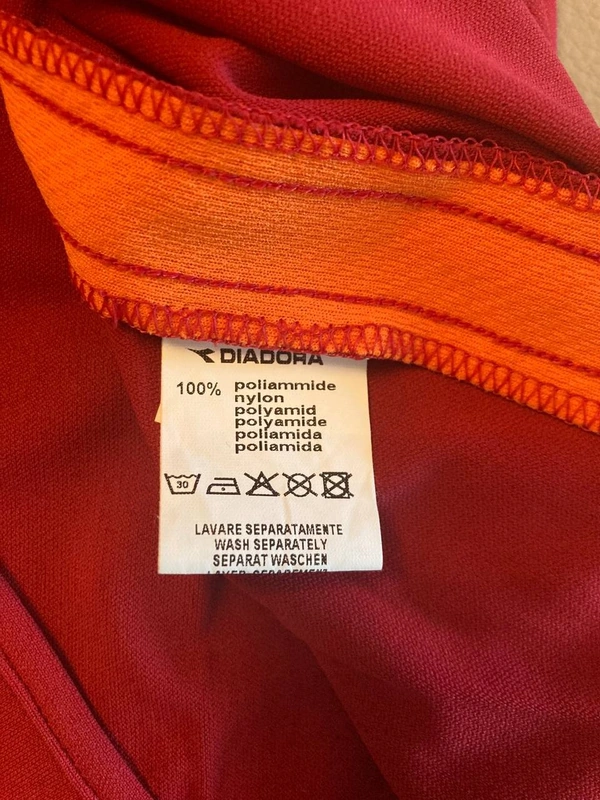 DIADORA
100% poliammide
nylon
polyamid
polyamide
poliamida
poliamida
30
LAVARE SEPARATAMENTE
WASH SEPARATELY
SEPARAT WASCHEN